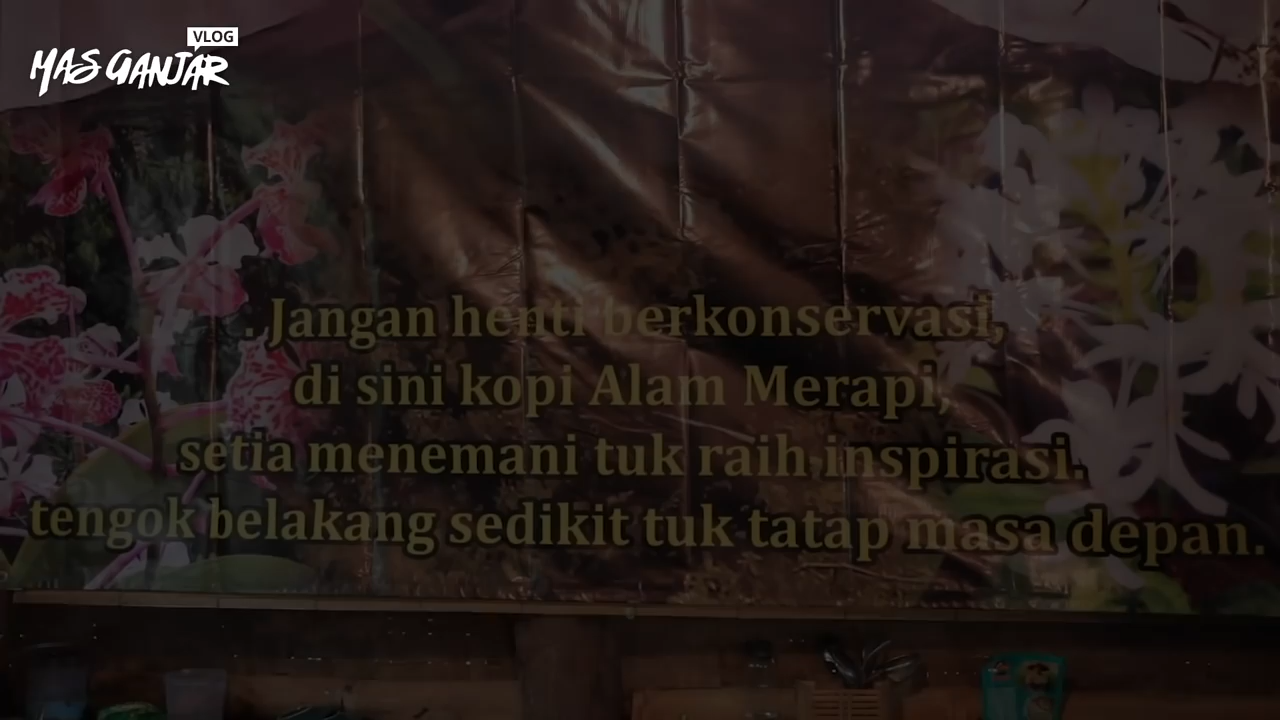 VLOG
MAS GANJAR
. Jangan henti berkonservasi,
di sini kopi Alam Merapi,
setia menemani tuk raih inspirasi.
tengok belakang sedikit tuk tatap masa depan.